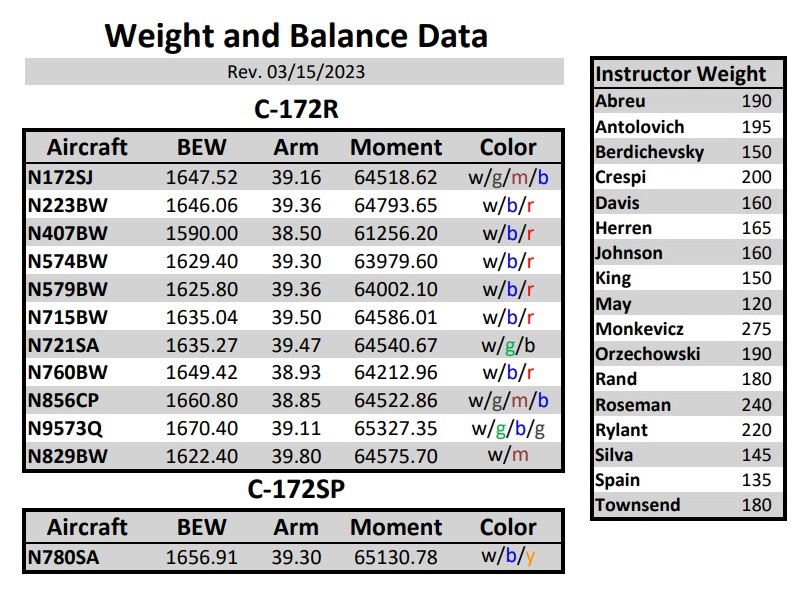 Weight and Balance Data
Rev. 03/15/2023
C-172R
Aircraft BEW Arm Moment Color
N172SJ 1647.52 39.16 64518.62 w/g/m/b
N223BW 1646.06 39.36 64793.65 w/b/r
N407BW 1590.00 38.50 61256.20 w/b/r
N574BW 1629.40 39.30 63979.60 w/b/r
N579BW 1625.80 39.36 64002.10 w/b/r
N715BW 1635.04 39.50 64586.01 w/b/r
N721SA 1635.27 39.47 64540.67 w/g/b
N760BW 1649.42 38.93 64212.96 w/b/r
N856CP 1660.80 38.85 64522.86 w/g/m/b
N9573Q 1670.40 39.11 65327.35 w/g/b/g
N829BW 1622.40 39.80 64575.70 w/m
C-172SP
Aircraft BEW Arm Moment Color
N780SA 1656.91 39.30 65130.78 w/b/y
Instructor Weight
Abreu 190
Antolovich 195
Berdichevsky 150
Crespi 200
Davis 160
Herren 165
Johnson 160
King 150
May 120
Monkevicz 275
Orzechowski 190
Rand 180
Roseman 240
Rylant 220
Silva 145
Spain 135
Townsend 180